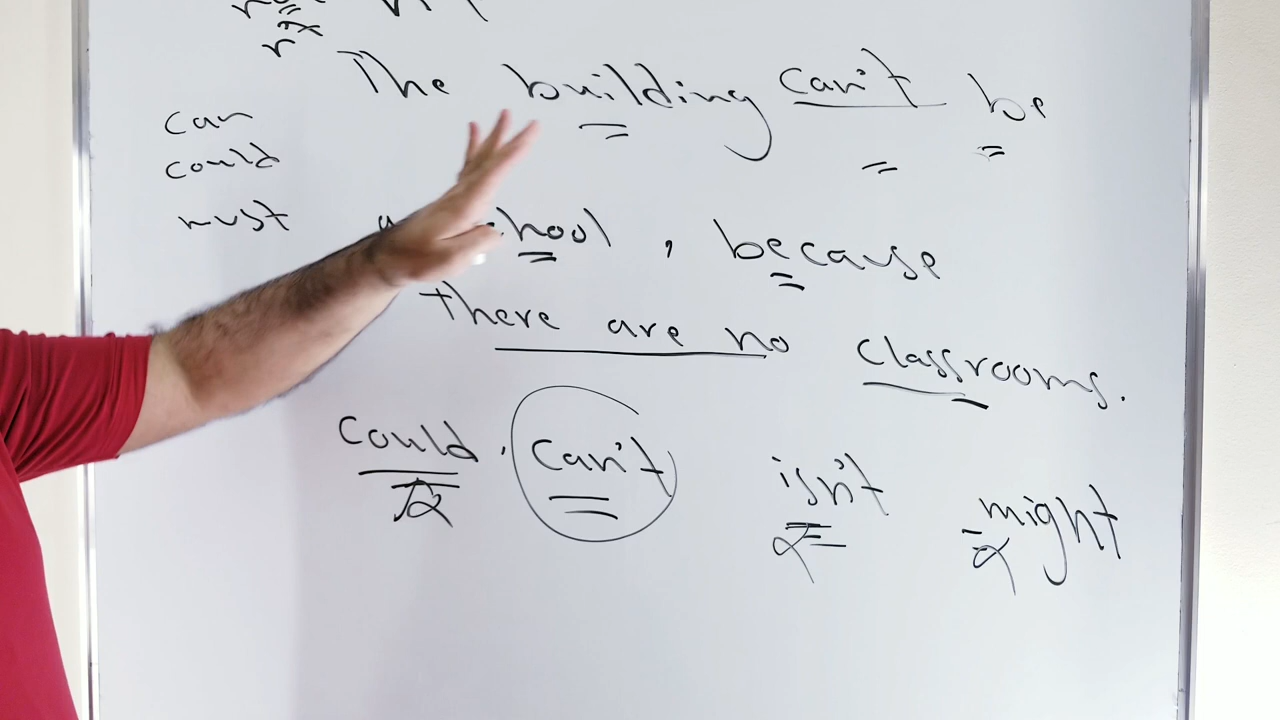 The building can't be
can
could
must
school, because
there are no classrooms.
could. can't isn't might